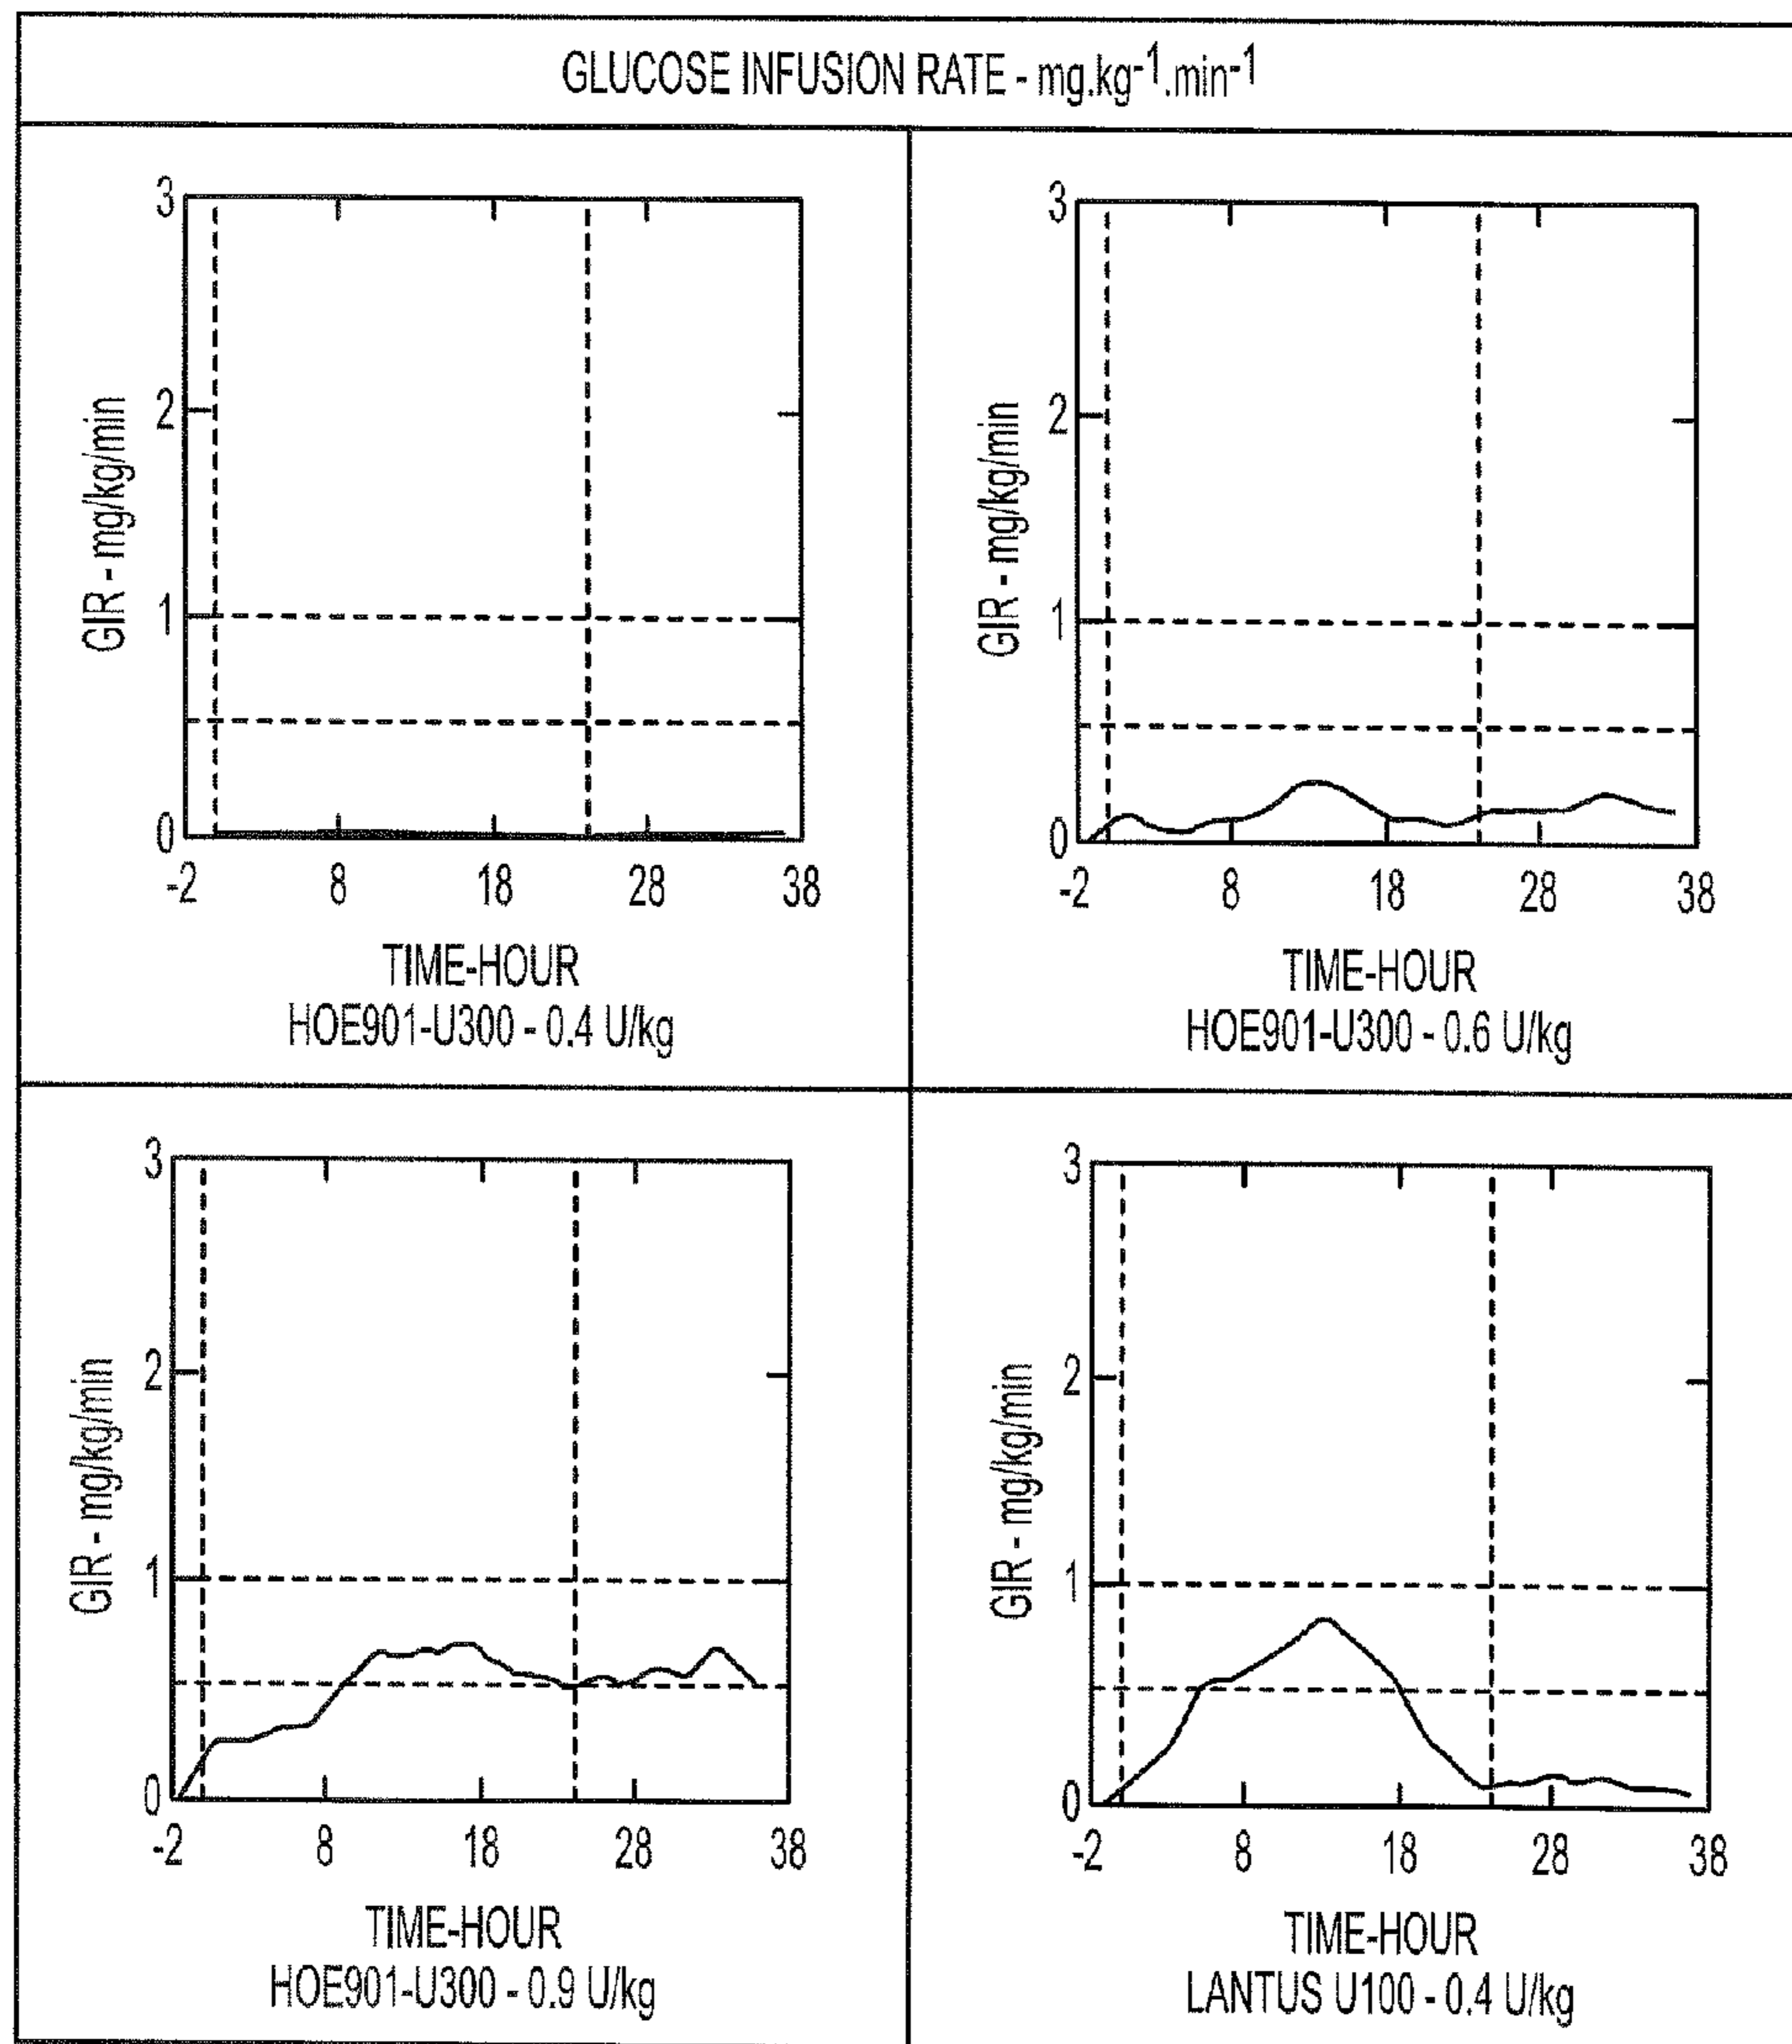 GLUCOSE INFUSION RATE - mg.kg⁻¹.min⁻¹
3
2
1
0
GIR - mg/kg/min
-2 8 18 28 38
TIME-HOUR
HOE901-U300 - 0.4 U/kg
3
2
1
0
GIR - mg/kg/min
-2 8 18 28 38
TIME-HOUR
HOE901-U300 - 0.6 U/kg
3
2
1
0
GIR - mg/kg/min
-2 8 18 28 38
TIME-HOUR
HOE901-U300 - 0.9 U/kg
3
2
1
0
GIR - mg/kg/min
-2 8 18 28 38
TIME-HOUR
LANTUS U100 - 0.4 U/kg